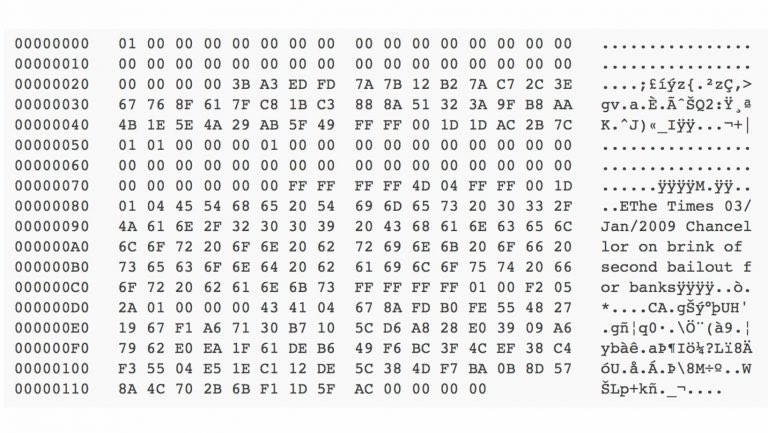 00000000 01 00 00 00 00 00 00 00 00 00 00 00 00 00 00 00 ................
00000010 00 00 00 00 00 00 00 00 00 00 00 00 00 00 00 00 ................
00000020 00 00 00 00 3B A3 ED FD 7A 7B 12 B2 7A C7 2C 3E ....;£íýz{.²zÇ,>
00000030 67 76 8F 61 7F C8 1B C3 88 8A 51 32 3A 9F B8 AA gv.a.È.ÃˆŠQ2:Ÿ¸ª
00000040 4B 1E 5E 4A 29 AB 5F 49 FF FF 00 1D 1D AC 2B 7C K.^J)«_Iÿÿ...¬+|
00000050 01 01 00 00 00 01 00 00 00 00 00 00 00 00 00 00 ................
00000060 00 00 00 00 00 00 00 00 00 00 00 00 00 00 00 00 ................
00000070 00 00 00 00 00 00 FF FF FF FF 4D 04 FF FF 00 1D ......ÿÿÿÿM.ÿÿ..
00000080 01 04 45 54 68 65 20 54 69 6D 65 73 20 30 33 2F ..EThe Times 03/
00000090 4A 61 6E 2F 32 30 30 39 20 43 68 61 6E 63 65 6C Jan/2009 Chancel
000000A0 6C 6F 72 20 6F 6E 20 62 72 69 6E 6B 20 6F 66 20 lor on brink of
000000B0 73 65 63 6F 6E 64 20 62 61 69 6C 6F 75 74 20 66 second bailout f
000000C0 6F 72 20 62 61 6E 6B 73 FF FF FF FF 01 00 F2 05 or banksÿÿÿÿ..ò.
000000D0 2A 01 00 00 00 43 41 04 67 8A FD B0 FE 55 48 27 *....CA.gŠý°þUH'
000000E0 19 67 F1 A6 71 30 B7 10 5C D6 A8 28 E0 39 09 A6 .gñ¦q0·.\Ö¨(à9.¦
000000F0 79 62 E0 EA 1F 61 DE B6 49 F6 BC 3F 4C EF 38 C4 ybàê.aÞ¶Iö¼?Lï8Ä
00000100 F3 55 04 E5 1E C1 12 DE 5C 38 4D F7 BA 0B 8D 57 óU.å.Á.Þ\8M÷º..W
00000110 8A 4C 70 2B 6B F1 1D 5F AC 00 00 00 00 ŠLp+kñ._¬....